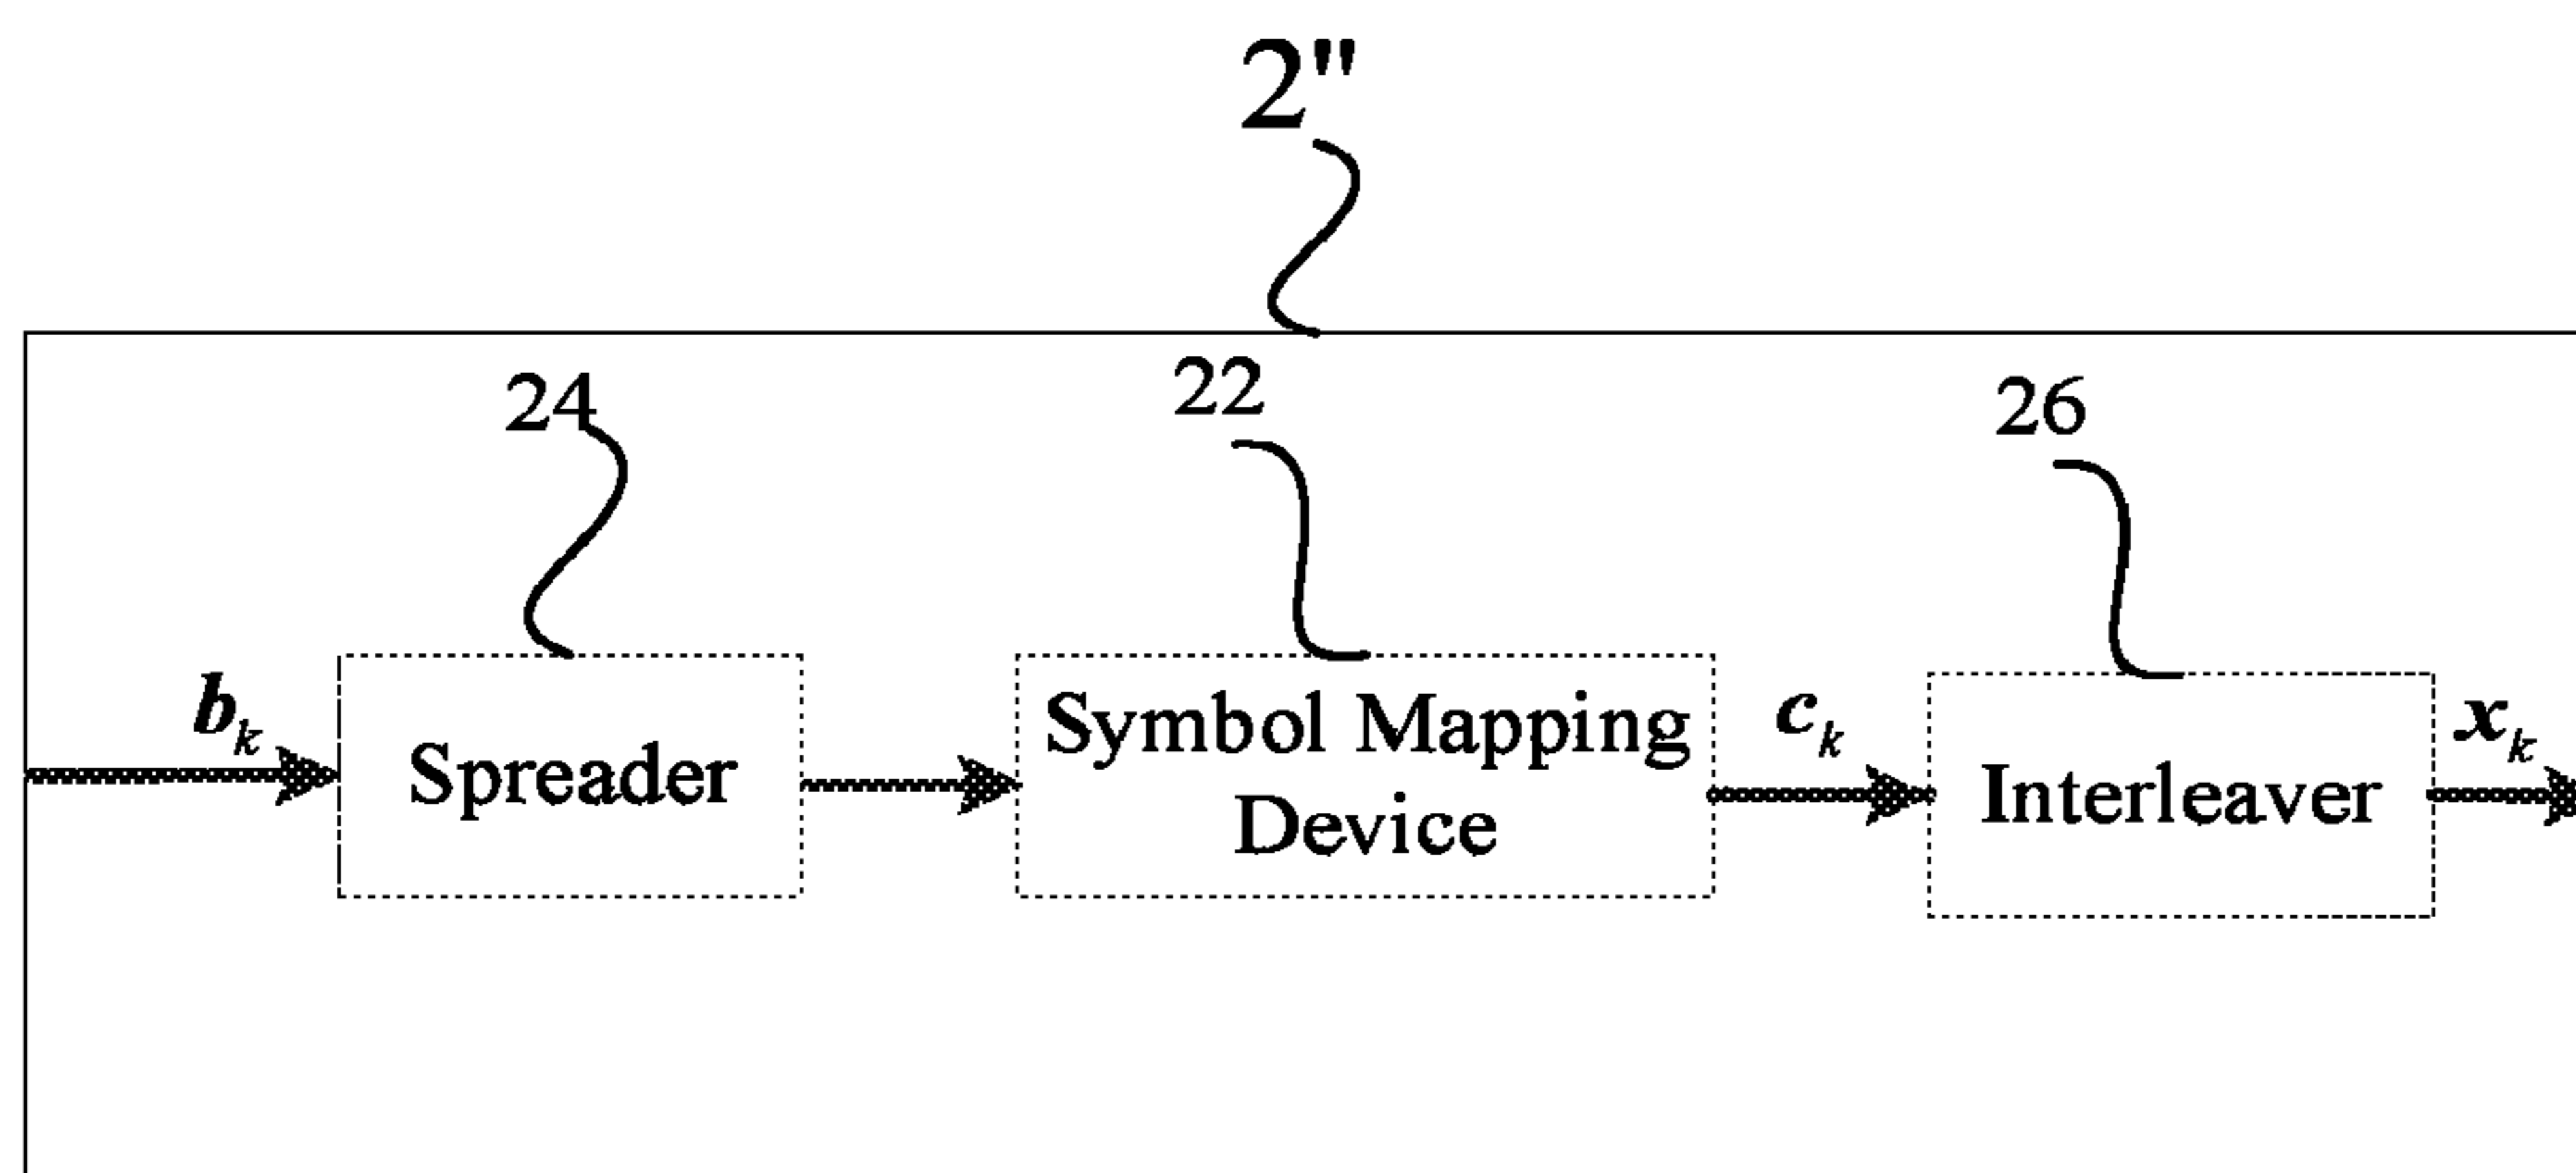 2"
24
22
26
b_k
Spreader
Symbol Mapping
Device
c_k
Interleaver
x_k